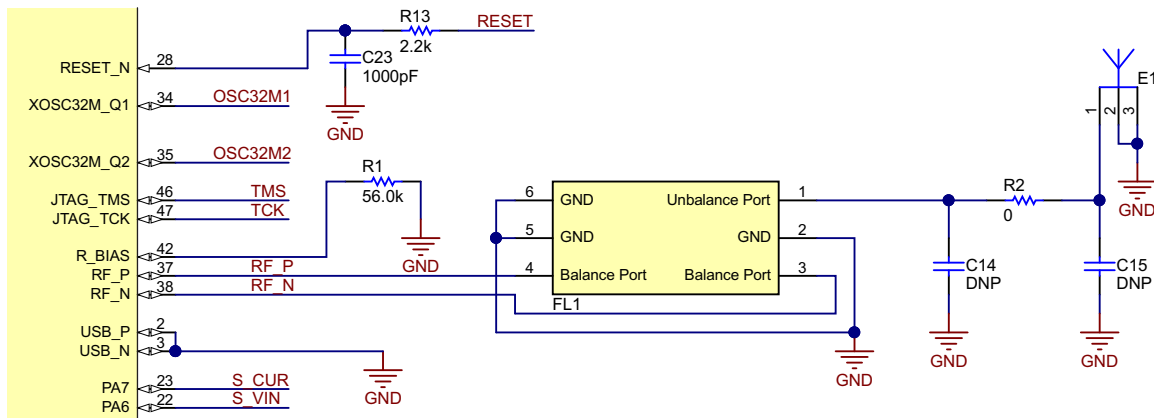 R13
RESET
2.2k
C23
1000pF
GND
RESET_N 28
XOSC32M_Q1 34 OSC32M1
XOSC32M_Q2 35 OSC32M2
JTAG_TMS 46 TMS
JTAG_TCK 47 TCK
R_BIAS 42
RF_P 37 RF_P
RF_N 38 RF_N
USB_P 2
USB_N 3
GND
PA7 23 S_CUR
PA6 22 S_VIN
R1
56.0k
GND
6 GND Unbalance Port 1
5 GND GND 2
4 Balance Port Balance Port 3
FL1
GND
R2
0
C14
DNP
GND
C15
DNP
GND
E1
1 2 3
GND